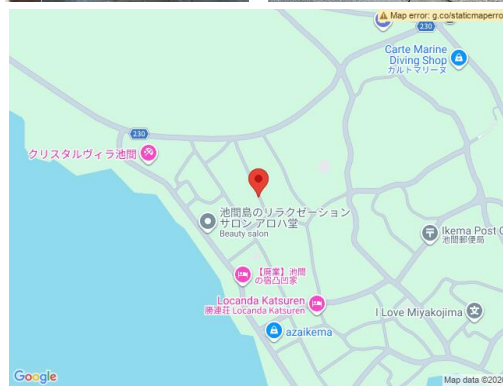 Map error: g.co/staticmaperro
230
Carte Marine
Diving Shop
カルトマリーヌ
230
クリスタルヴィラ池間
池間島のリラクゼーション
サロン アロハ堂
Beauty salon
Ikema Post O
池間郵便局
【廃業】池間
の宿凸凹家
Locanda Katsuren
勝連荘 Locanda Katsuren
I Love Miyakojima
azaikema
Google
Map data ©202